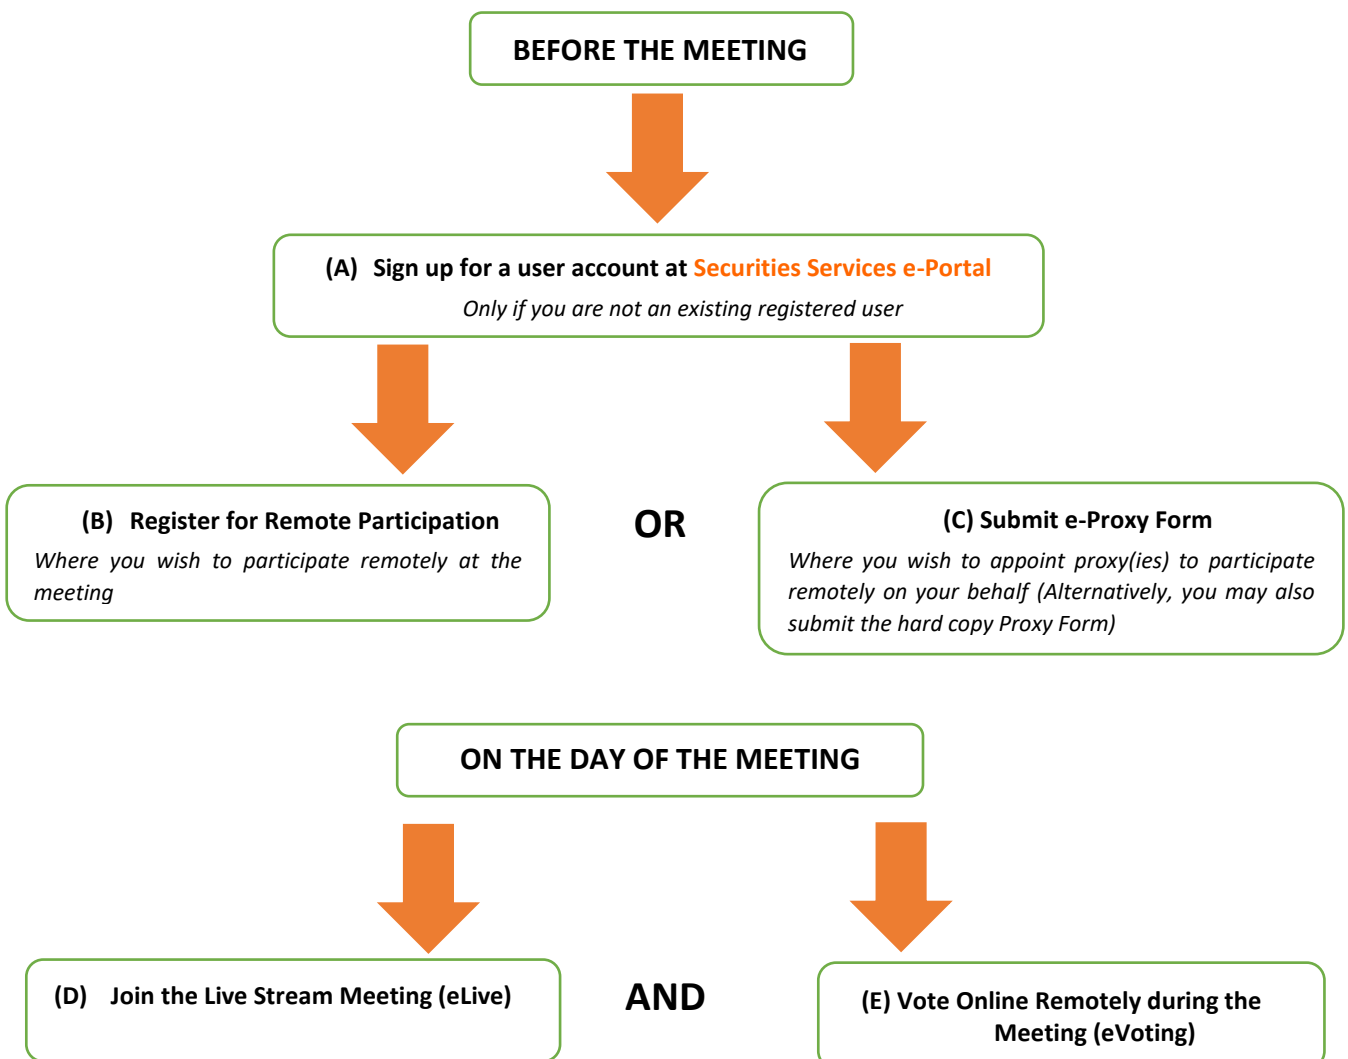 BEFORE THE MEETING
(A) Sign up for a user account at Securities Services e-Portal
Only if you are not an existing registered user
(B) Register for Remote Participation
Where you wish to participate remotely at the
meeting
OR
(C) Submit e-Proxy Form
Where you wish to appoint proxy(ies) to participate
remotely on your behalf (Alternatively, you may also
submit the hard copy Proxy Form)
ON THE DAY OF THE MEETING
(D) Join the Live Stream Meeting (eLive)
AND
(E) Vote Online Remotely during the
Meeting (eVoting)